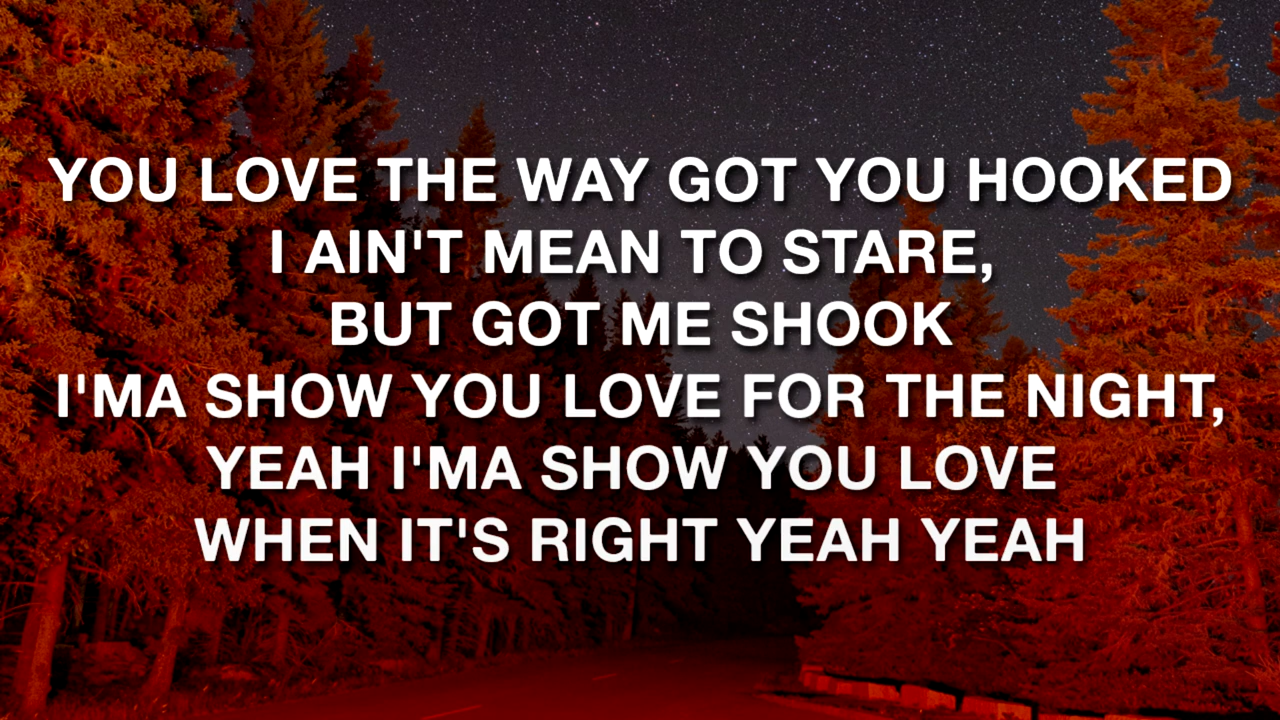 YOU LOVE THE WAY GOT YOU HOOKED
I AIN'T MEAN TO STARE,
BUT GOT ME SHOOK
I'MA SHOW YOU LOVE FOR THE NIGHT,
YEAH I'MA SHOW YOU LOVE
WHEN IT'S RIGHT YEAH YEAH